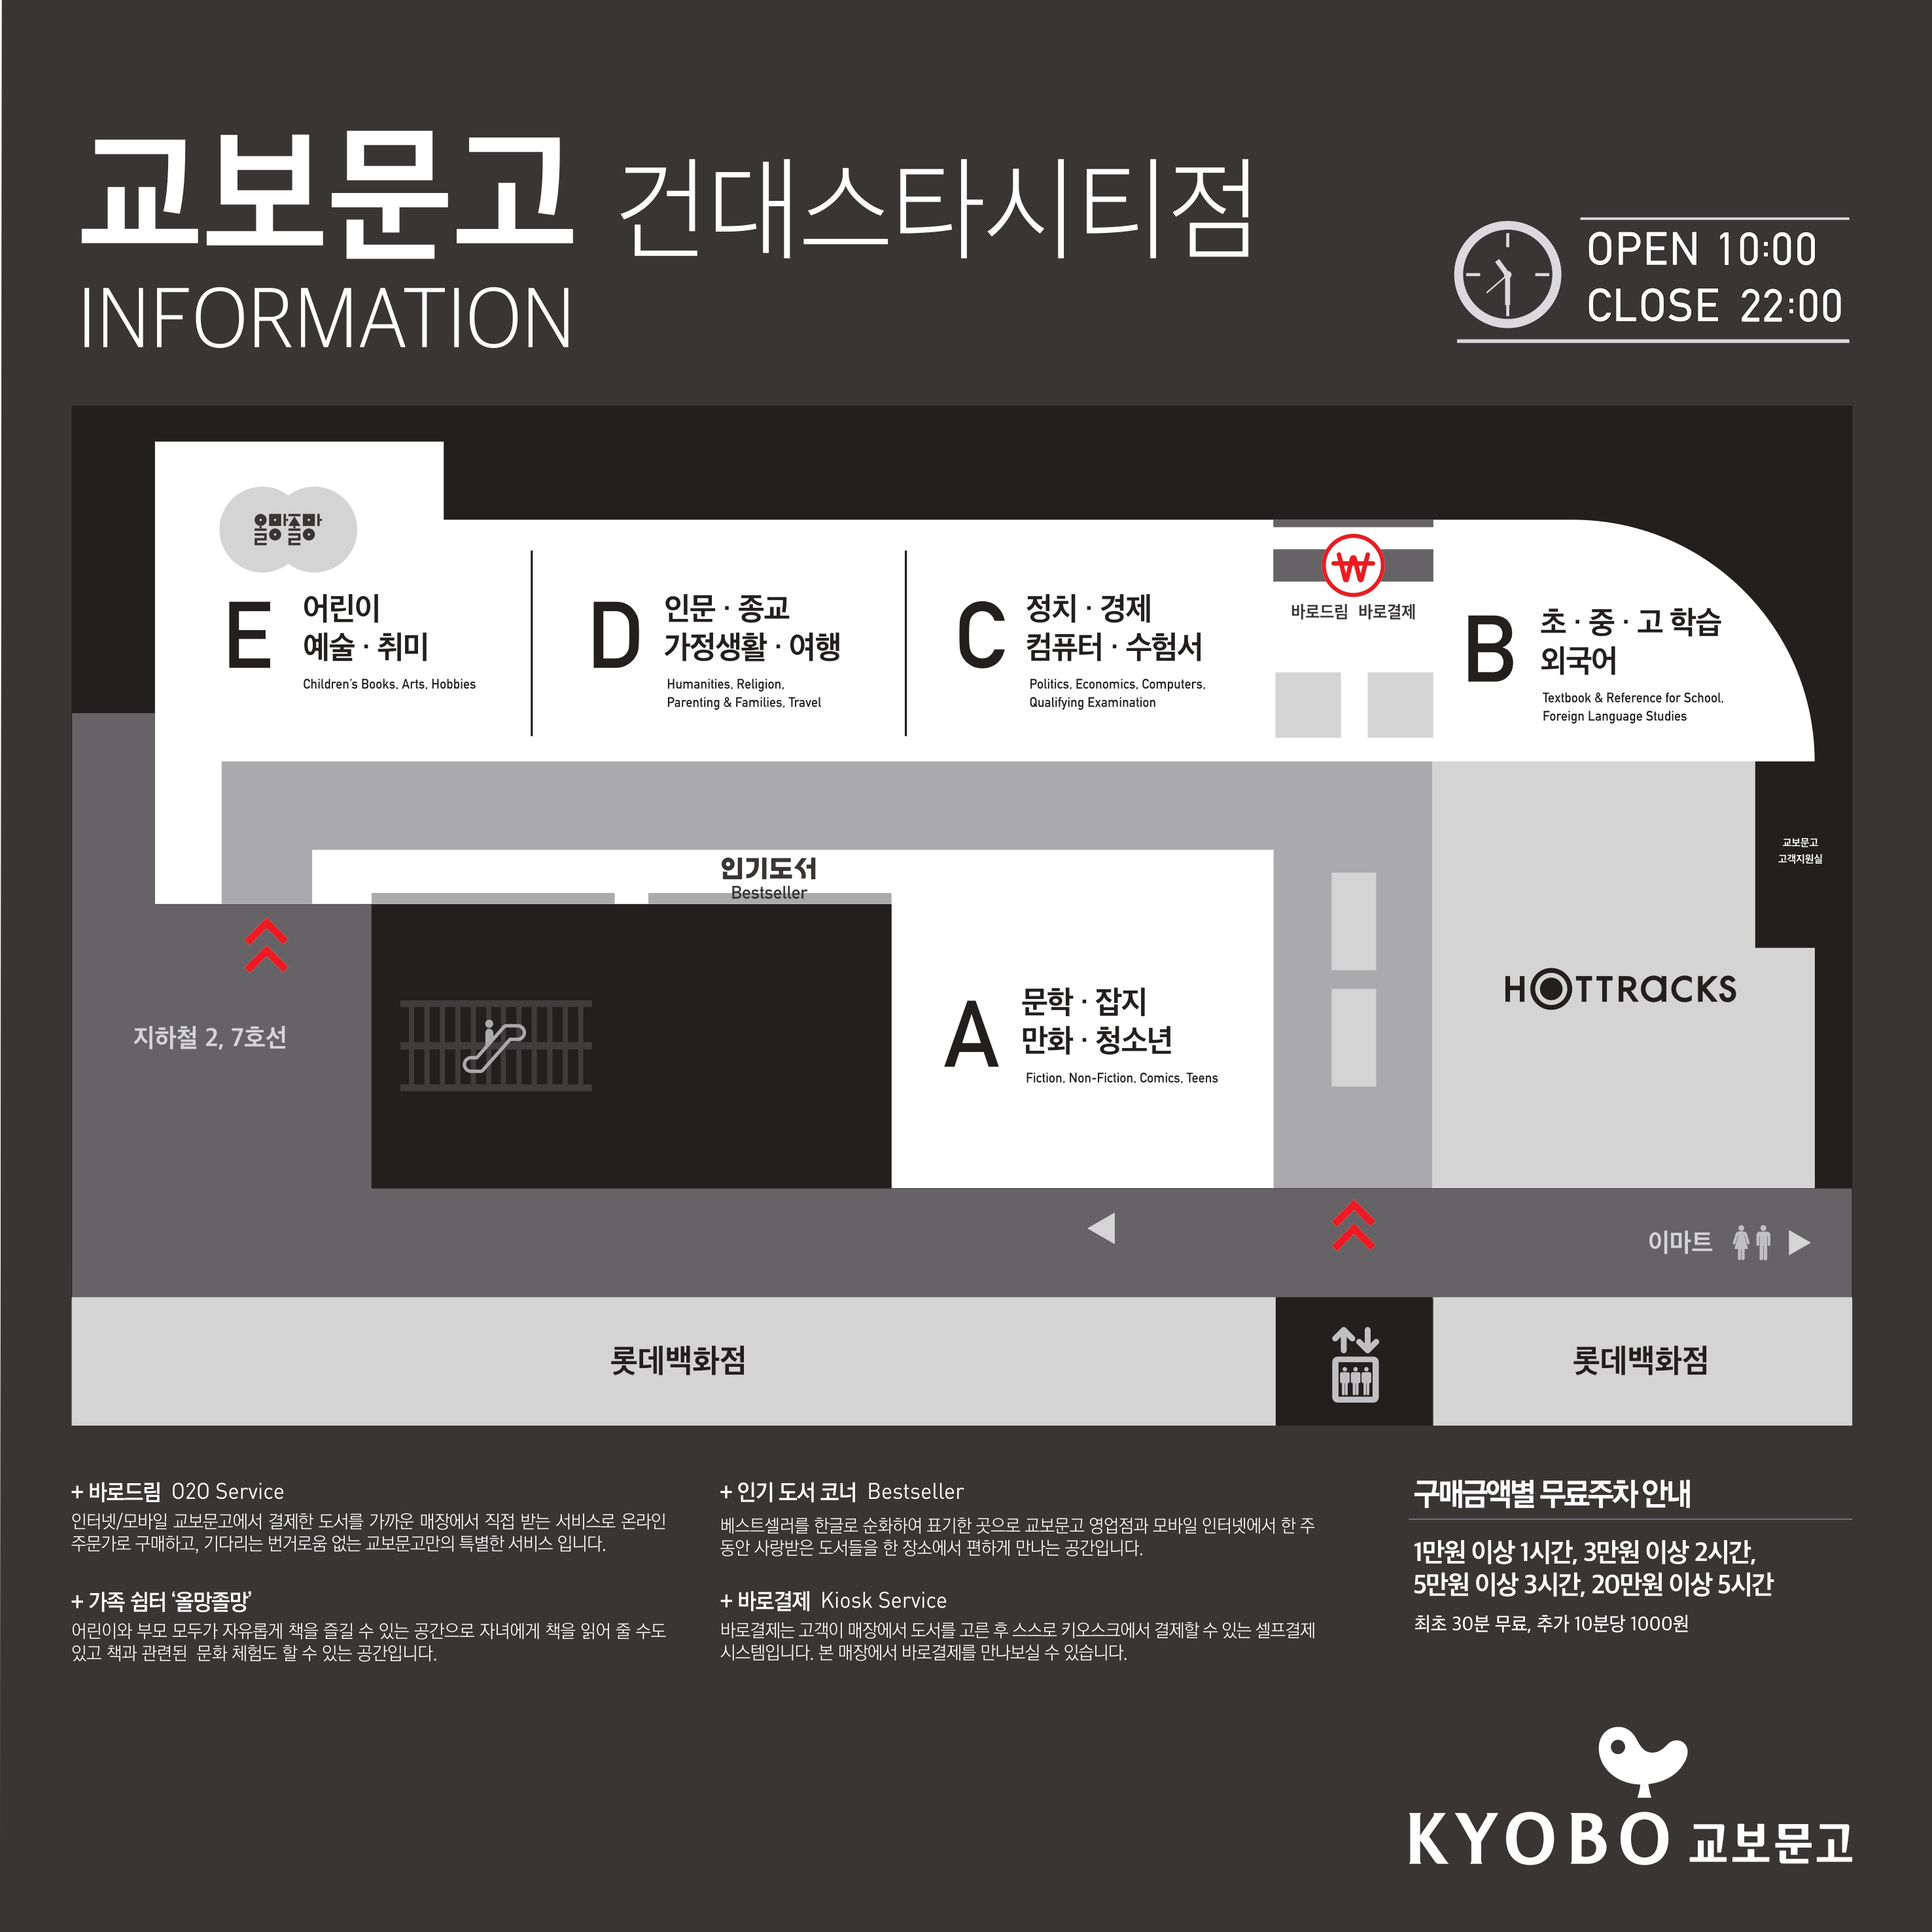 교보문고 건대스타시티점
INFORMATION
OPEN 10:00
CLOSE 22:00
올망졸망
E 어린이
예술 · 취미
Children's Books, Arts, Hobbies
D 인문 · 종교
가정생활 · 여행
Humanities, Religion,
Parenting & Families, Travel
C 정치 · 경제
컴퓨터 · 수험서
Politics, Economics, Computers,
Qualifying Examination
₩
바로드림 바로결제
B 초 · 중 · 고 학습
외국어
Textbook & Reference for School,
Foreign Language Studies
인기도서
Bestseller
교보문고
고객지원실
HOTTRaCKS
지하철 2, 7호선
A 문학 · 잡지
만화 · 청소년
Fiction, Non-Fiction, Comics, Teens
이마트
롯데백화점
롯데백화점
+ 바로드림 O2O Service
인터넷/모바일 교보문고에서 결제한 도서를 가까운 매장에서 직접 받는 서비스로 온라인
주문가로 구매하고, 기다리는 번거로움 없는 교보문고만의 특별한 서비스 입니다.
+ 가족 쉼터 ‘올망졸망’
어린이와 부모 모두가 자유롭게 책을 즐길 수 있는 공간으로 자녀에게 책을 읽어 줄 수도
있고 책과 관련된 문화 체험도 할 수 있는 공간입니다.
+ 인기 도서 코너 Bestseller
베스트셀러를 한글로 순화하여 표기한 곳으로 교보문고 영업점과 모바일 인터넷에서 한 주
동안 사랑받은 도서들을 한 장소에서 편하게 만나는 공간입니다.
+ 바로결제 Kiosk Service
바로결제는 고객이 매장에서 도서를 고른 후 스스로 키오스크에서 결제할 수 있는 셀프결제
시스템입니다. 본 매장에서 바로결제를 만나보실 수 있습니다.
구매금액별 무료주차 안내
1만원 이상 1시간, 3만원 이상 2시간,
5만원 이상 3시간, 20만원 이상 5시간
최초 30분 무료, 추가 10분당 1000원
KYOBO 교보문고